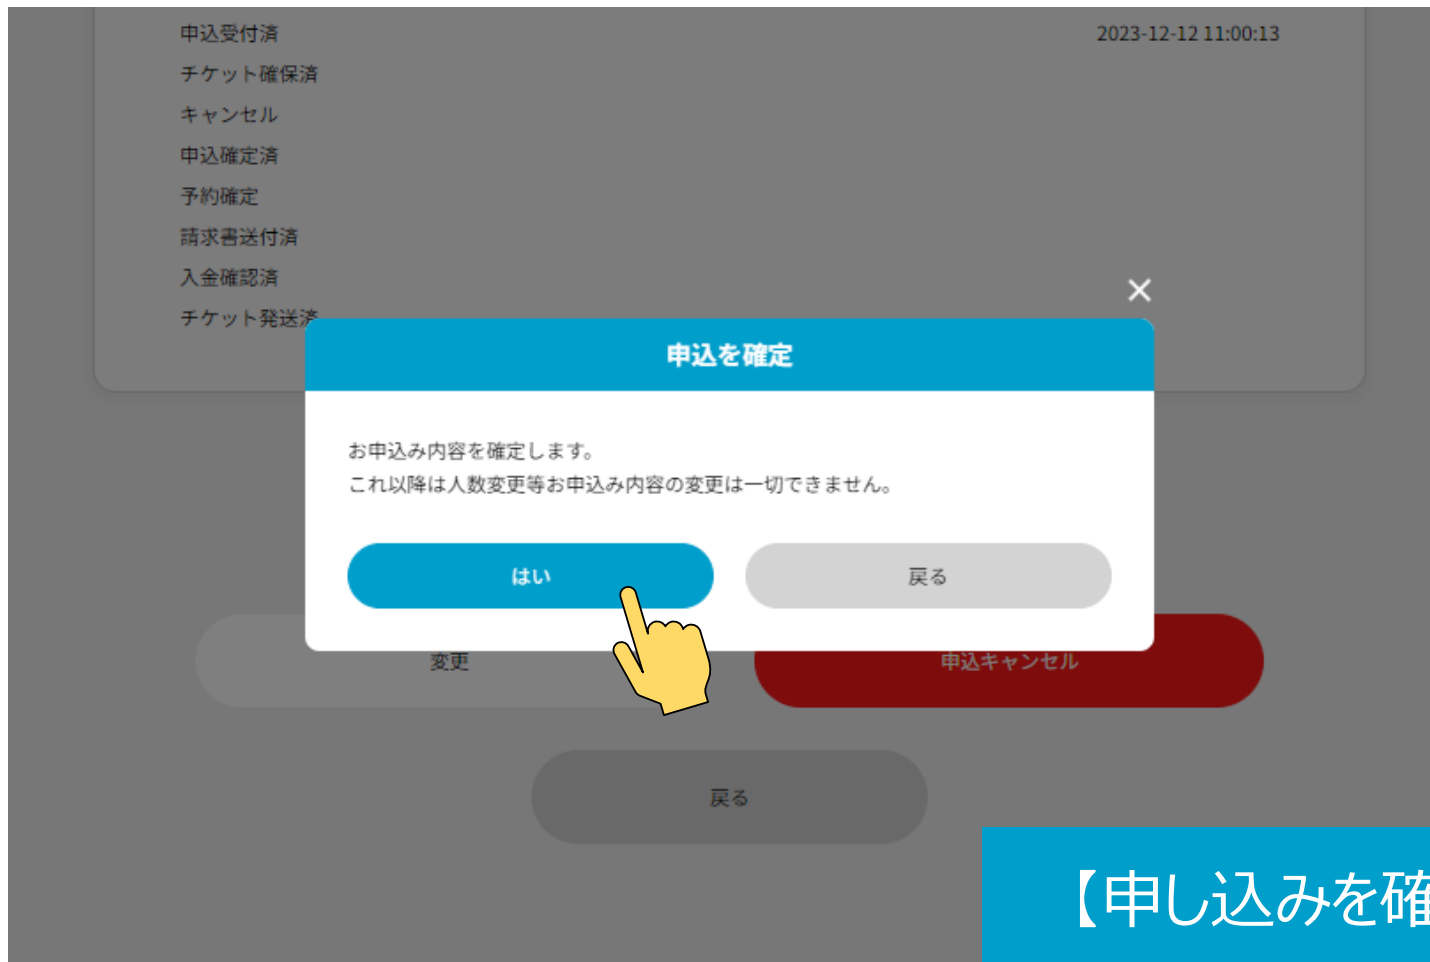 申込受付済 2023-12-12 11:00:13
チケット確保済
キャンセル
申込確定済
予約確定
請求書送付済
入金確認済
チケット発送済
申込を確定
お申込み内容を確定します。
これ以降は人数変更等お申込み内容の変更は一切できません。
はい 戻る
変更 申込キャンセル
戻る
【申し込みを確